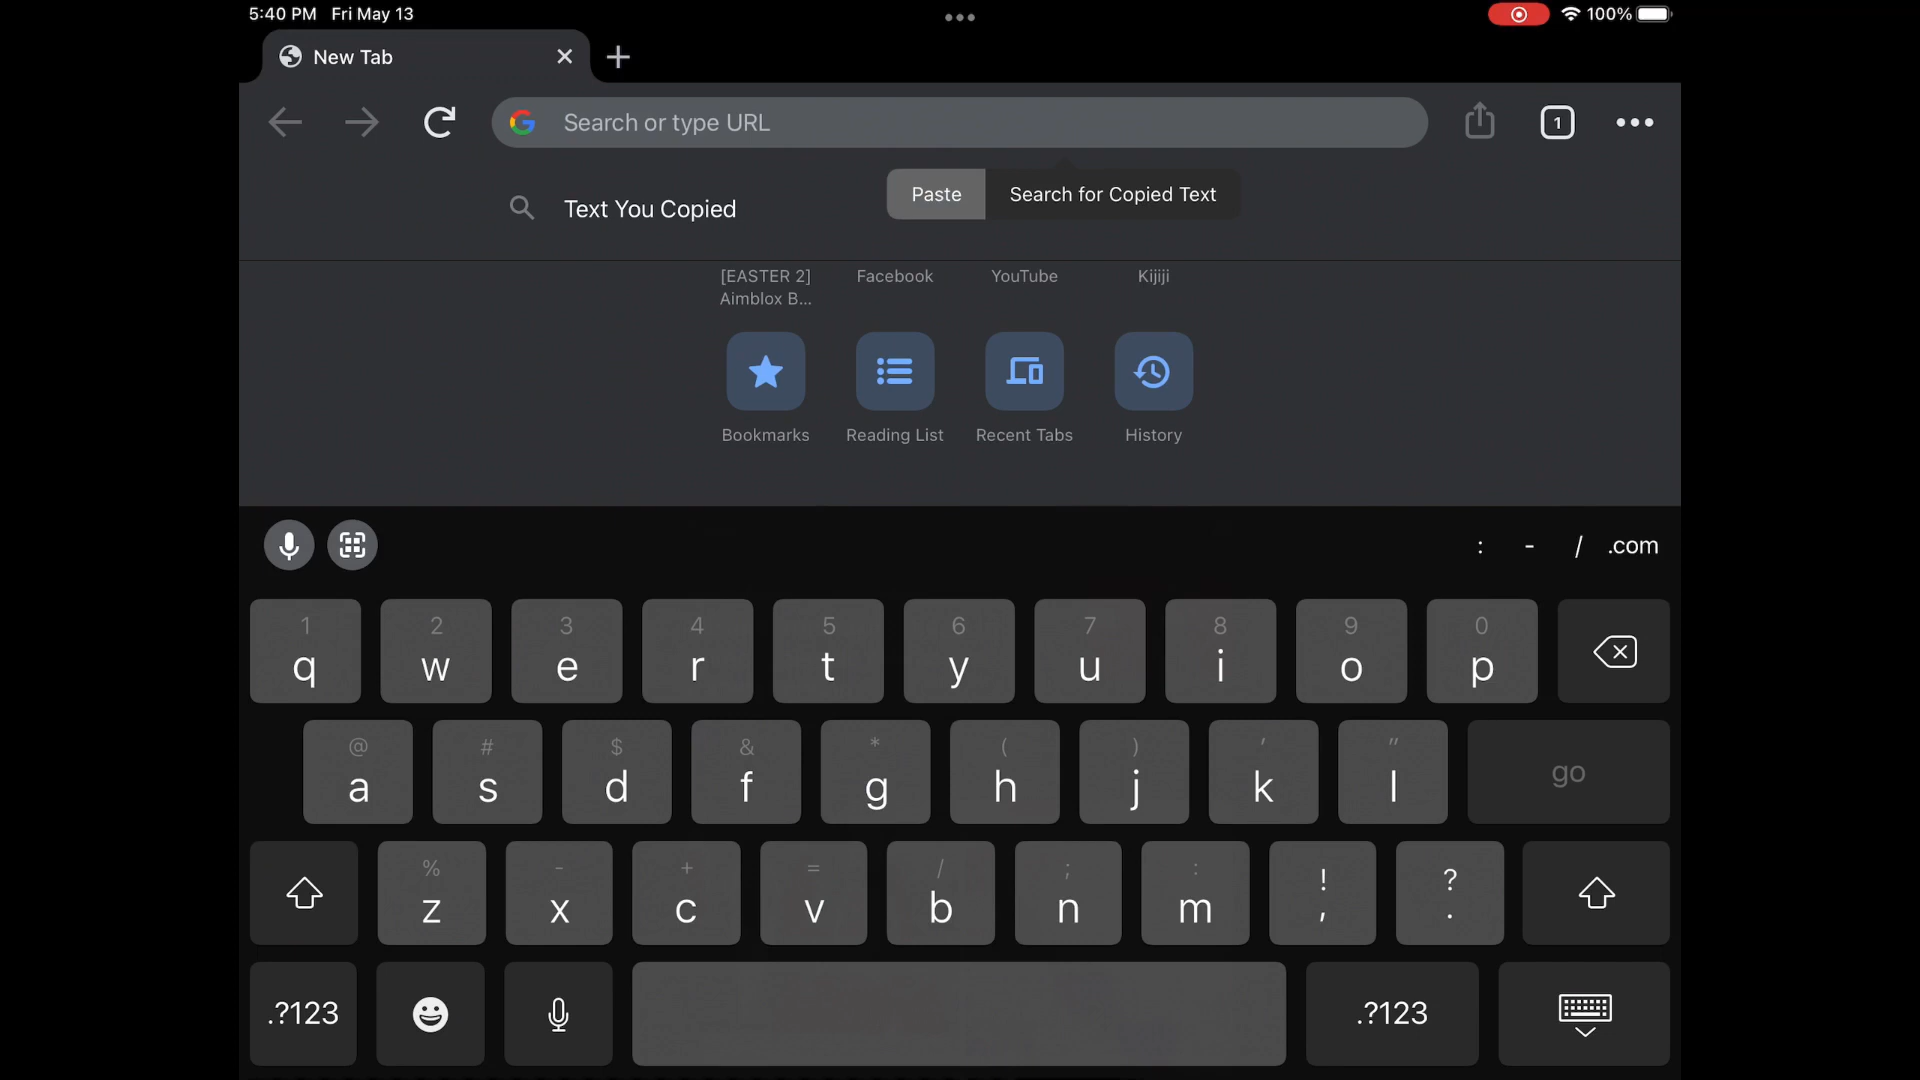 5:40 PM Fri May 13
100%
New Tab
Search or type URL
1
Text You Copied
Paste
Search for Copied Text
[EASTER 2]
Aimblox B...
Facebook
YouTube
Kijiji
Bookmarks
Reading List
Recent Tabs
History
: - / .com
1 2 3 4 5 6 7 8 9 0
q w e r t y u i o p
@ # $ & * ( ) ' "
a s d f g h j k l go
% - + = / ; : ! ?
z x c v b n m , .
.?123 .?123